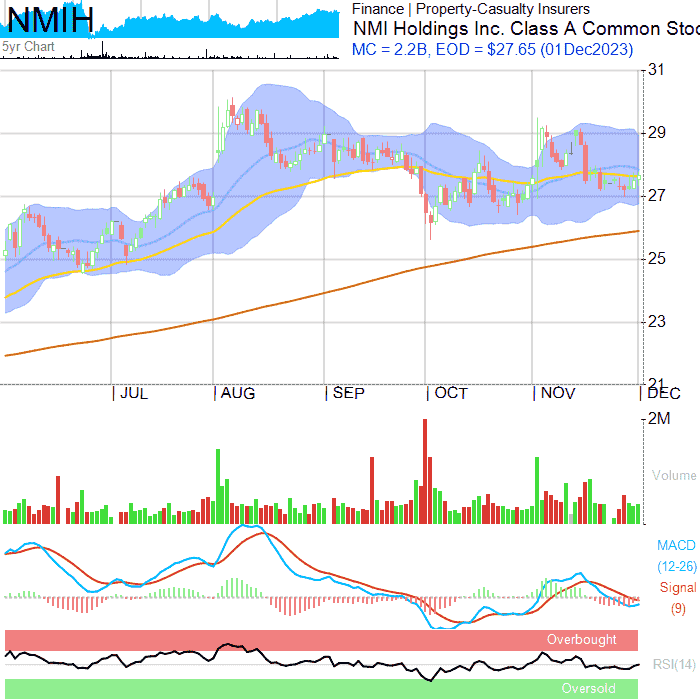 NMIH
Finance | Property-Casualty Insurers
NMI Holdings Inc. Class A Common Stoc
5yr Chart
MC = 2.2B, EOD = $27.65 (01Dec2023)
31
29
27
25
23
21
JUL AUG SEP OCT NOV DEC
2M
Volume
MACD
(12-26)
Signal
(9)
Overbought
RSI(14)
Oversold